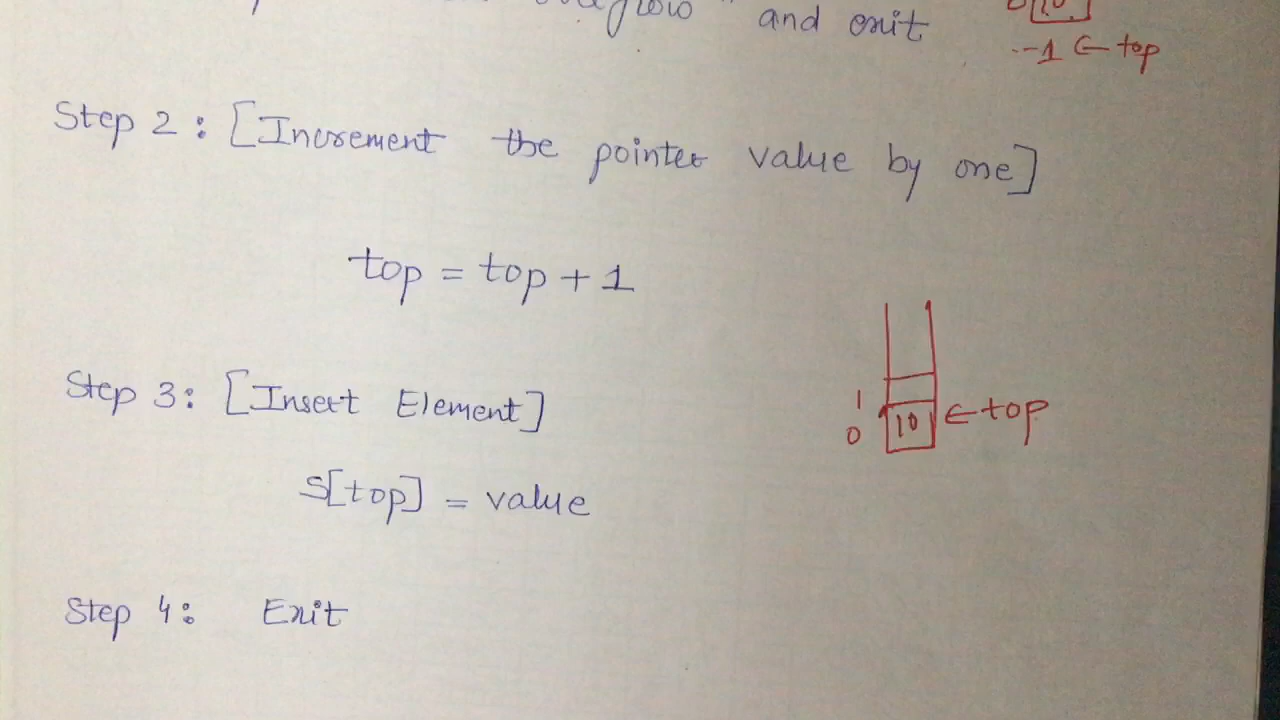 overflow " and exit
-1 ← top
Step 2 : [Increment the pointer value by one]
top = top + 1
Step 3: [Insert Element]
1
0 10 ← top
S[top] = value
Step 4: Exit